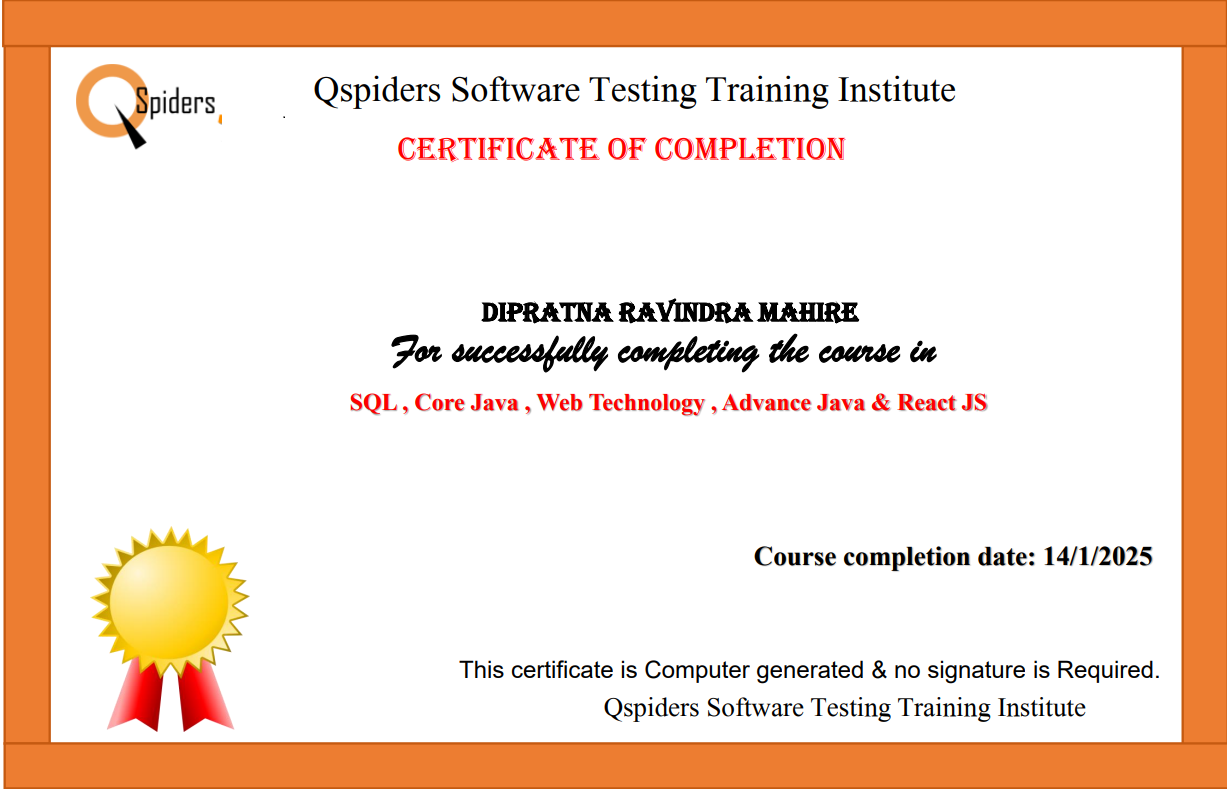 QSpiders
Qspiders Software Testing Training Institute
CERTIFICATE OF COMPLETION
DIPRATNA RAVINDRA MAHIRE
For successfully completing the course in
SQL , Core Java , Web Technology , Advance Java & React JS
Course completion date: 14/1/2025
This certificate is Computer generated & no signature is Required.
Qspiders Software Testing Training Institute